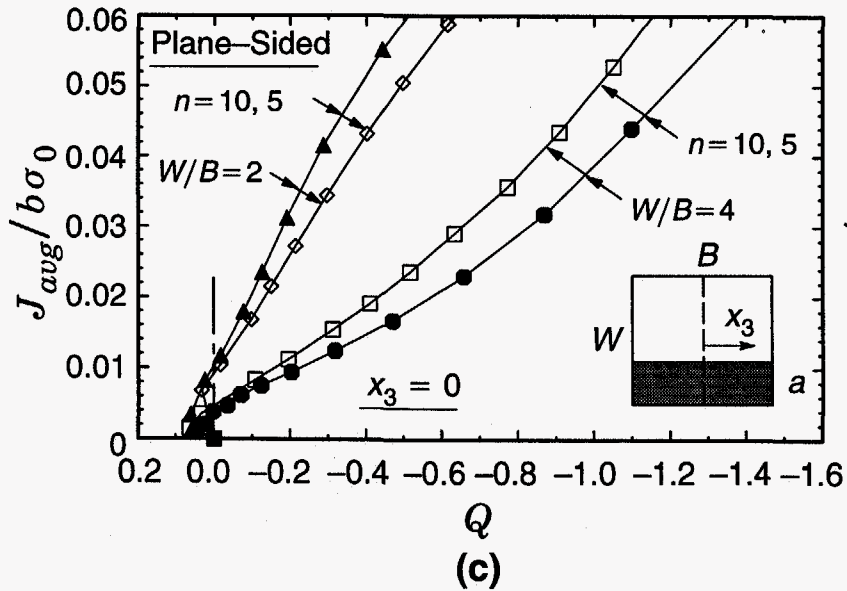 0.06
0.05
0.04
0.03
0.02
0.01
0
J_avg/bσ_0
Plane–Sided
n=10, 5
W/B=2
n=10, 5
W/B=4
B
x_3
W
a
x_3 = 0
0.2 0.0 −0.2 −0.4 −0.6 −0.8 −1.0 −1.2 −1.4 −1.6
Q
(c)